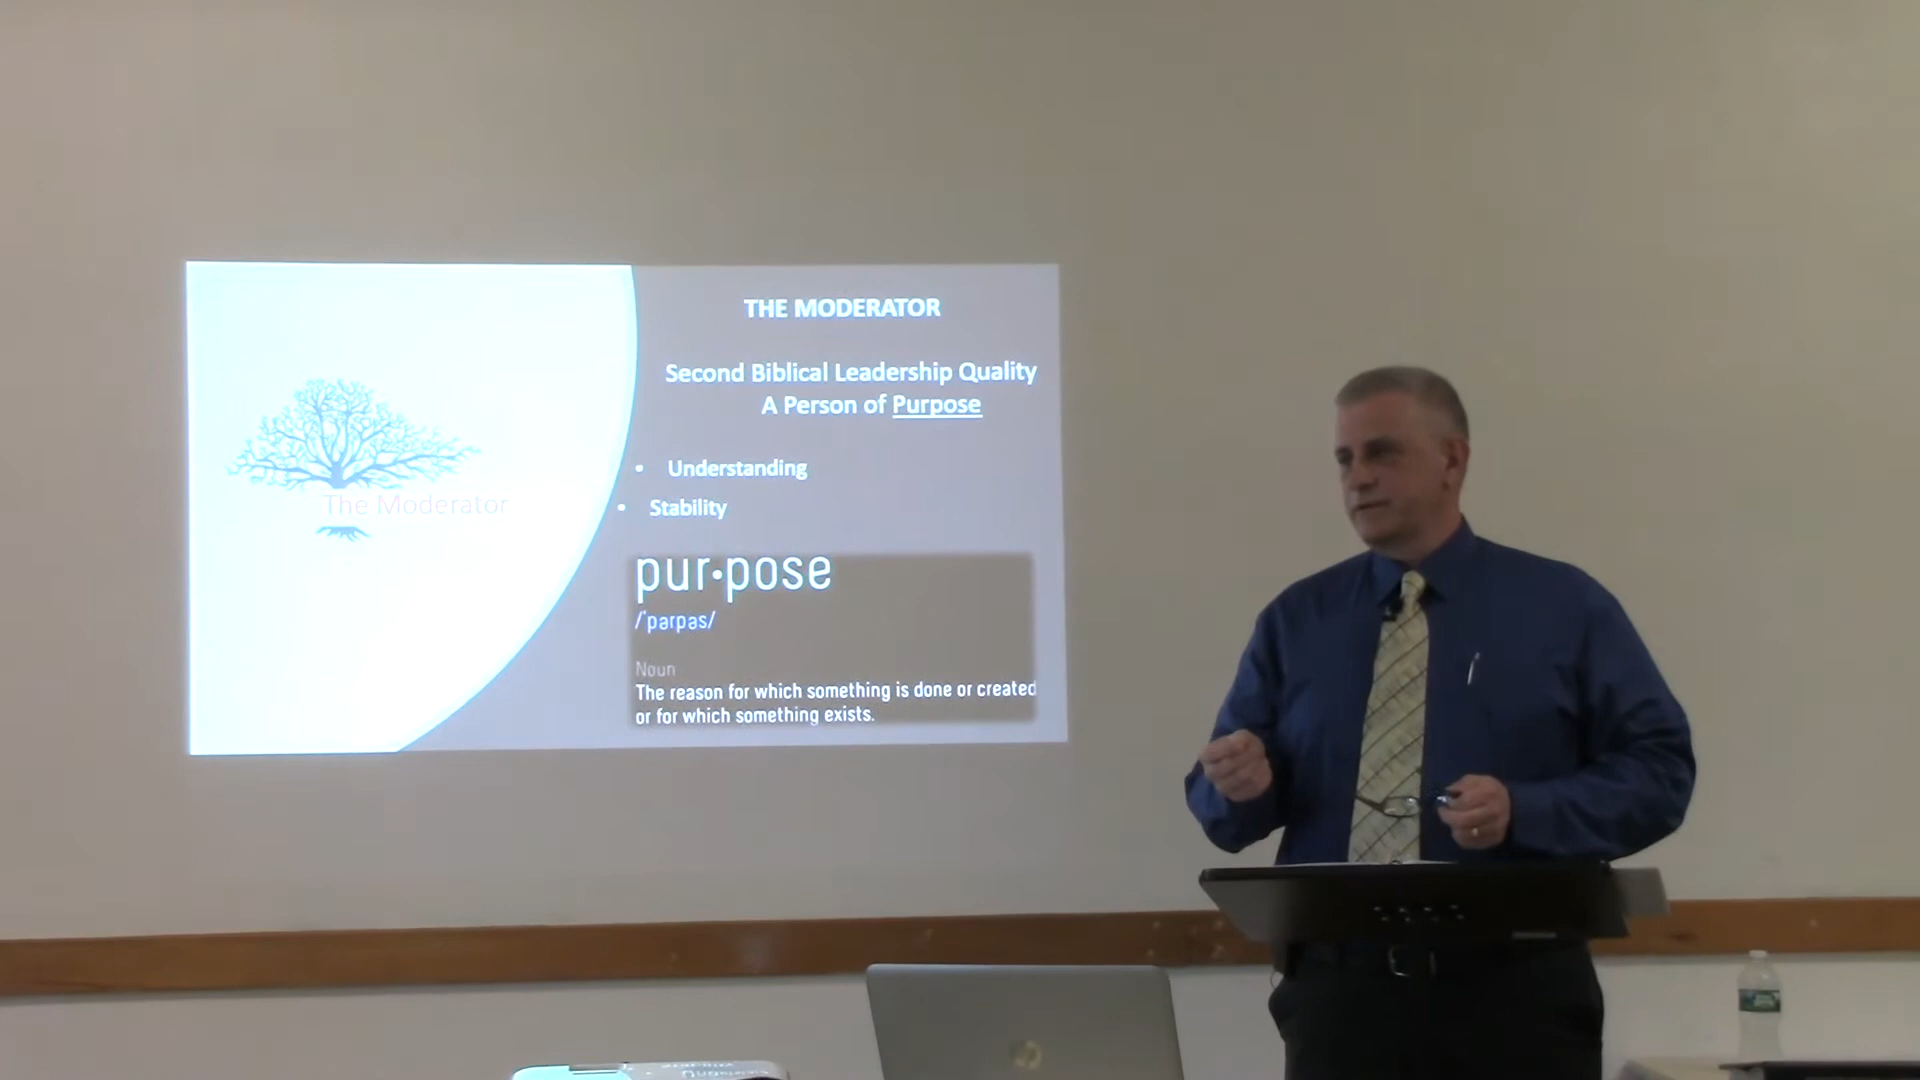 THE MODERATOR
Second Biblical Leadership Quality
A Person of Purpose
• Understanding
• Stability
The Moderator
pur•pose
/ˈpərpəs/
Noun
The reason for which something is done or created
or for which something exists.
hp